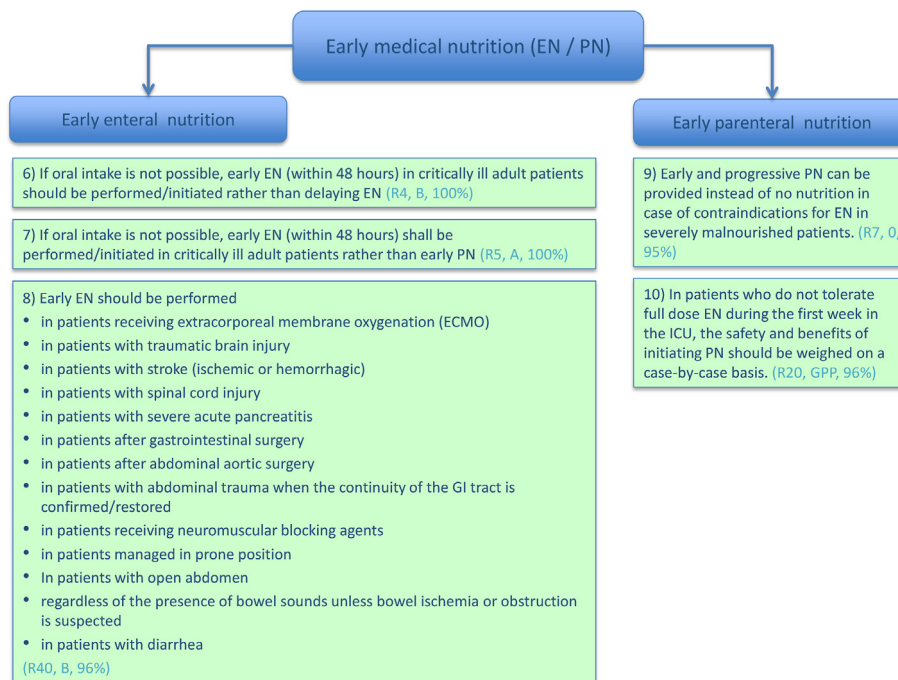 Early medical nutrition (EN / PN)
Early enteral  nutrition
6) If oral intake is not possible, early EN (within 48 hours) in critically ill adult patients
should be performed/initiated rather than delaying EN (R4, B, 100%)
7) If oral intake is not possible, early EN (within 48 hours) shall be
performed/initiated in critically ill adult patients rather than early PN (R5, A, 100%)
8) Early EN should be performed
• in patients receiving extracorporeal membrane oxygenation (ECMO)
• in patients with traumatic brain injury
• in patients with stroke (ischemic or hemorrhagic)
• in patients with spinal cord injury
• in patients with severe acute pancreatitis
• in patients after gastrointestinal surgery
• in patients after abdominal aortic surgery
• in patients with abdominal trauma when the continuity of the GI tract is
confirmed/restored
• in patients receiving neuromuscular blocking agents
• in patients managed in prone position
• In patients with open abdomen
• regardless of the presence of bowel sounds unless bowel ischemia or obstruction
is suspected
• in patients with diarrhea
(R40, B, 96%)
Early parenteral  nutrition
9) Early and progressive PN can be
provided instead of no nutrition in
case of contraindications for EN in
severely malnourished patients. (R7, 0,
95%)
10) In patients who do not tolerate
full dose EN during the first week in
the ICU, the safety and benefits of
initiating PN should be weighed on a
case-by-case basis. (R20, GPP, 96%)